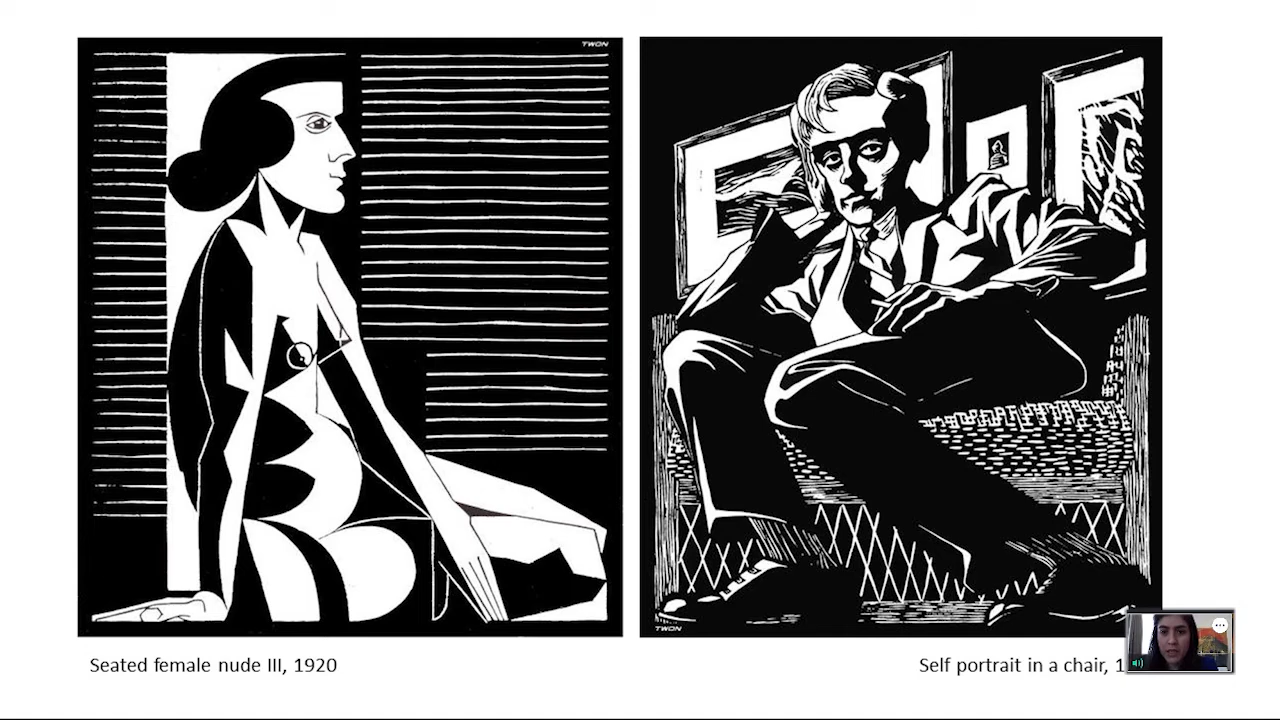 TWON
TWON
Seated female nude III, 1920
Self portrait in a chair, 1